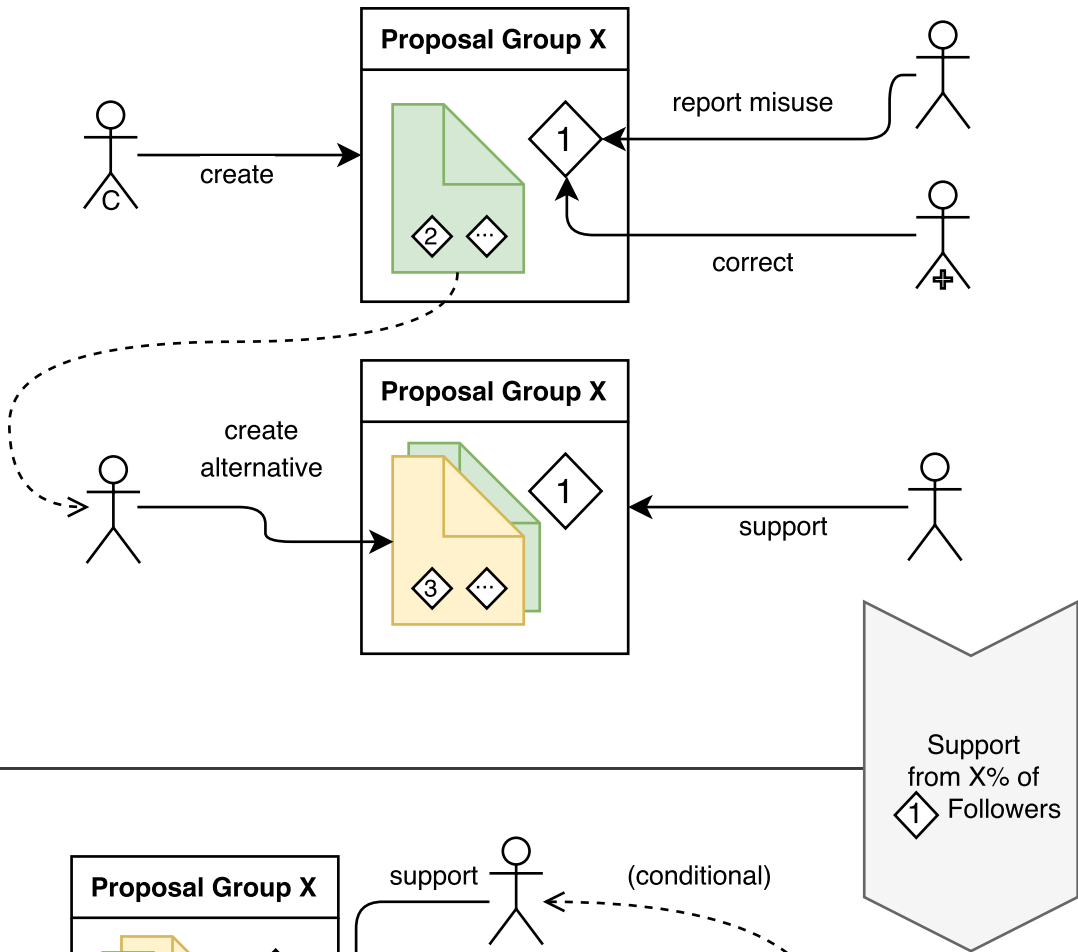 Proposal Group X
report misuse
1
create
C
2
...
correct
Proposal Group X
create
alternative
1
support
3
...
Support
from X% of
1 Followers
support
(conditional)
Proposal Group X